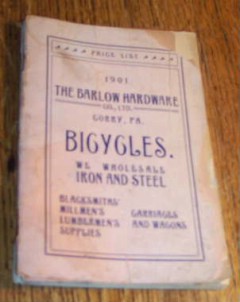 PRICE LIST
1901
THE BARLOW HARDWARE
CO., LTD.
CORRY, PA.
BICYCLES.
WE WHOLESALE
IRON AND STEEL
BLACKSMITHS'
MILLMEN'S
LUMBERMEN'S
SUPPLIES
CARRIAGES
AND WAGONS